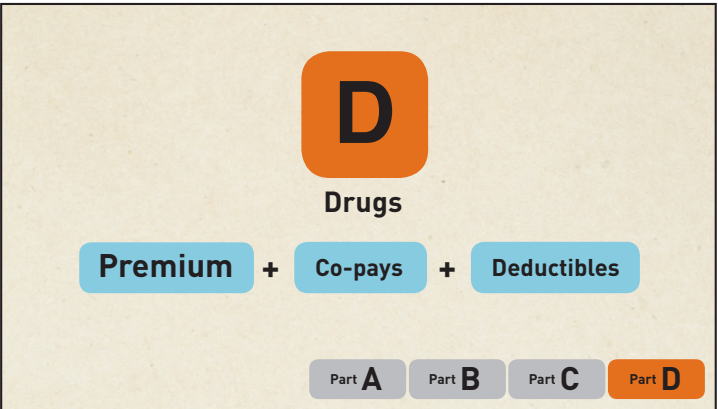 D
Drugs
Premium + Co-pays + Deductibles
Part A Part B Part C Part D